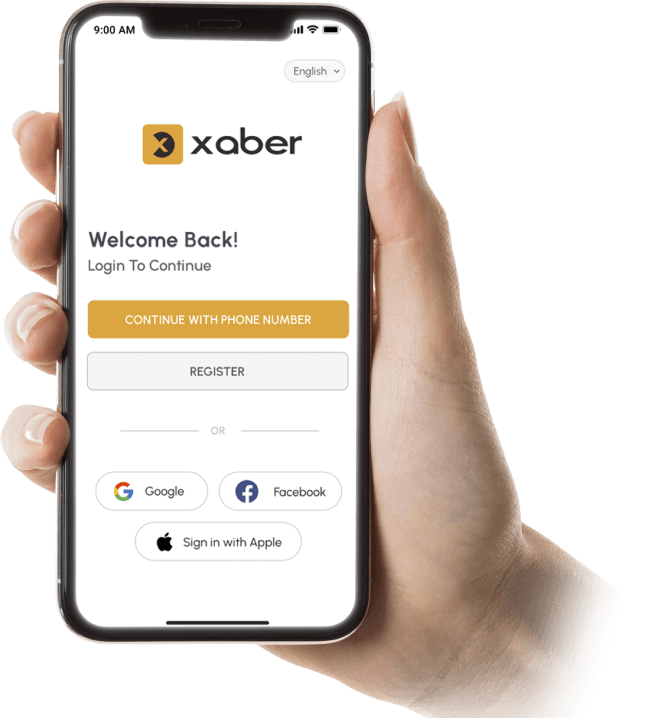 9:00 AM
English
xaber
Welcome Back!
Login To Continue
CONTINUE WITH PHONE NUMBER
REGISTER
OR
Google
Facebook
Sign in with Apple